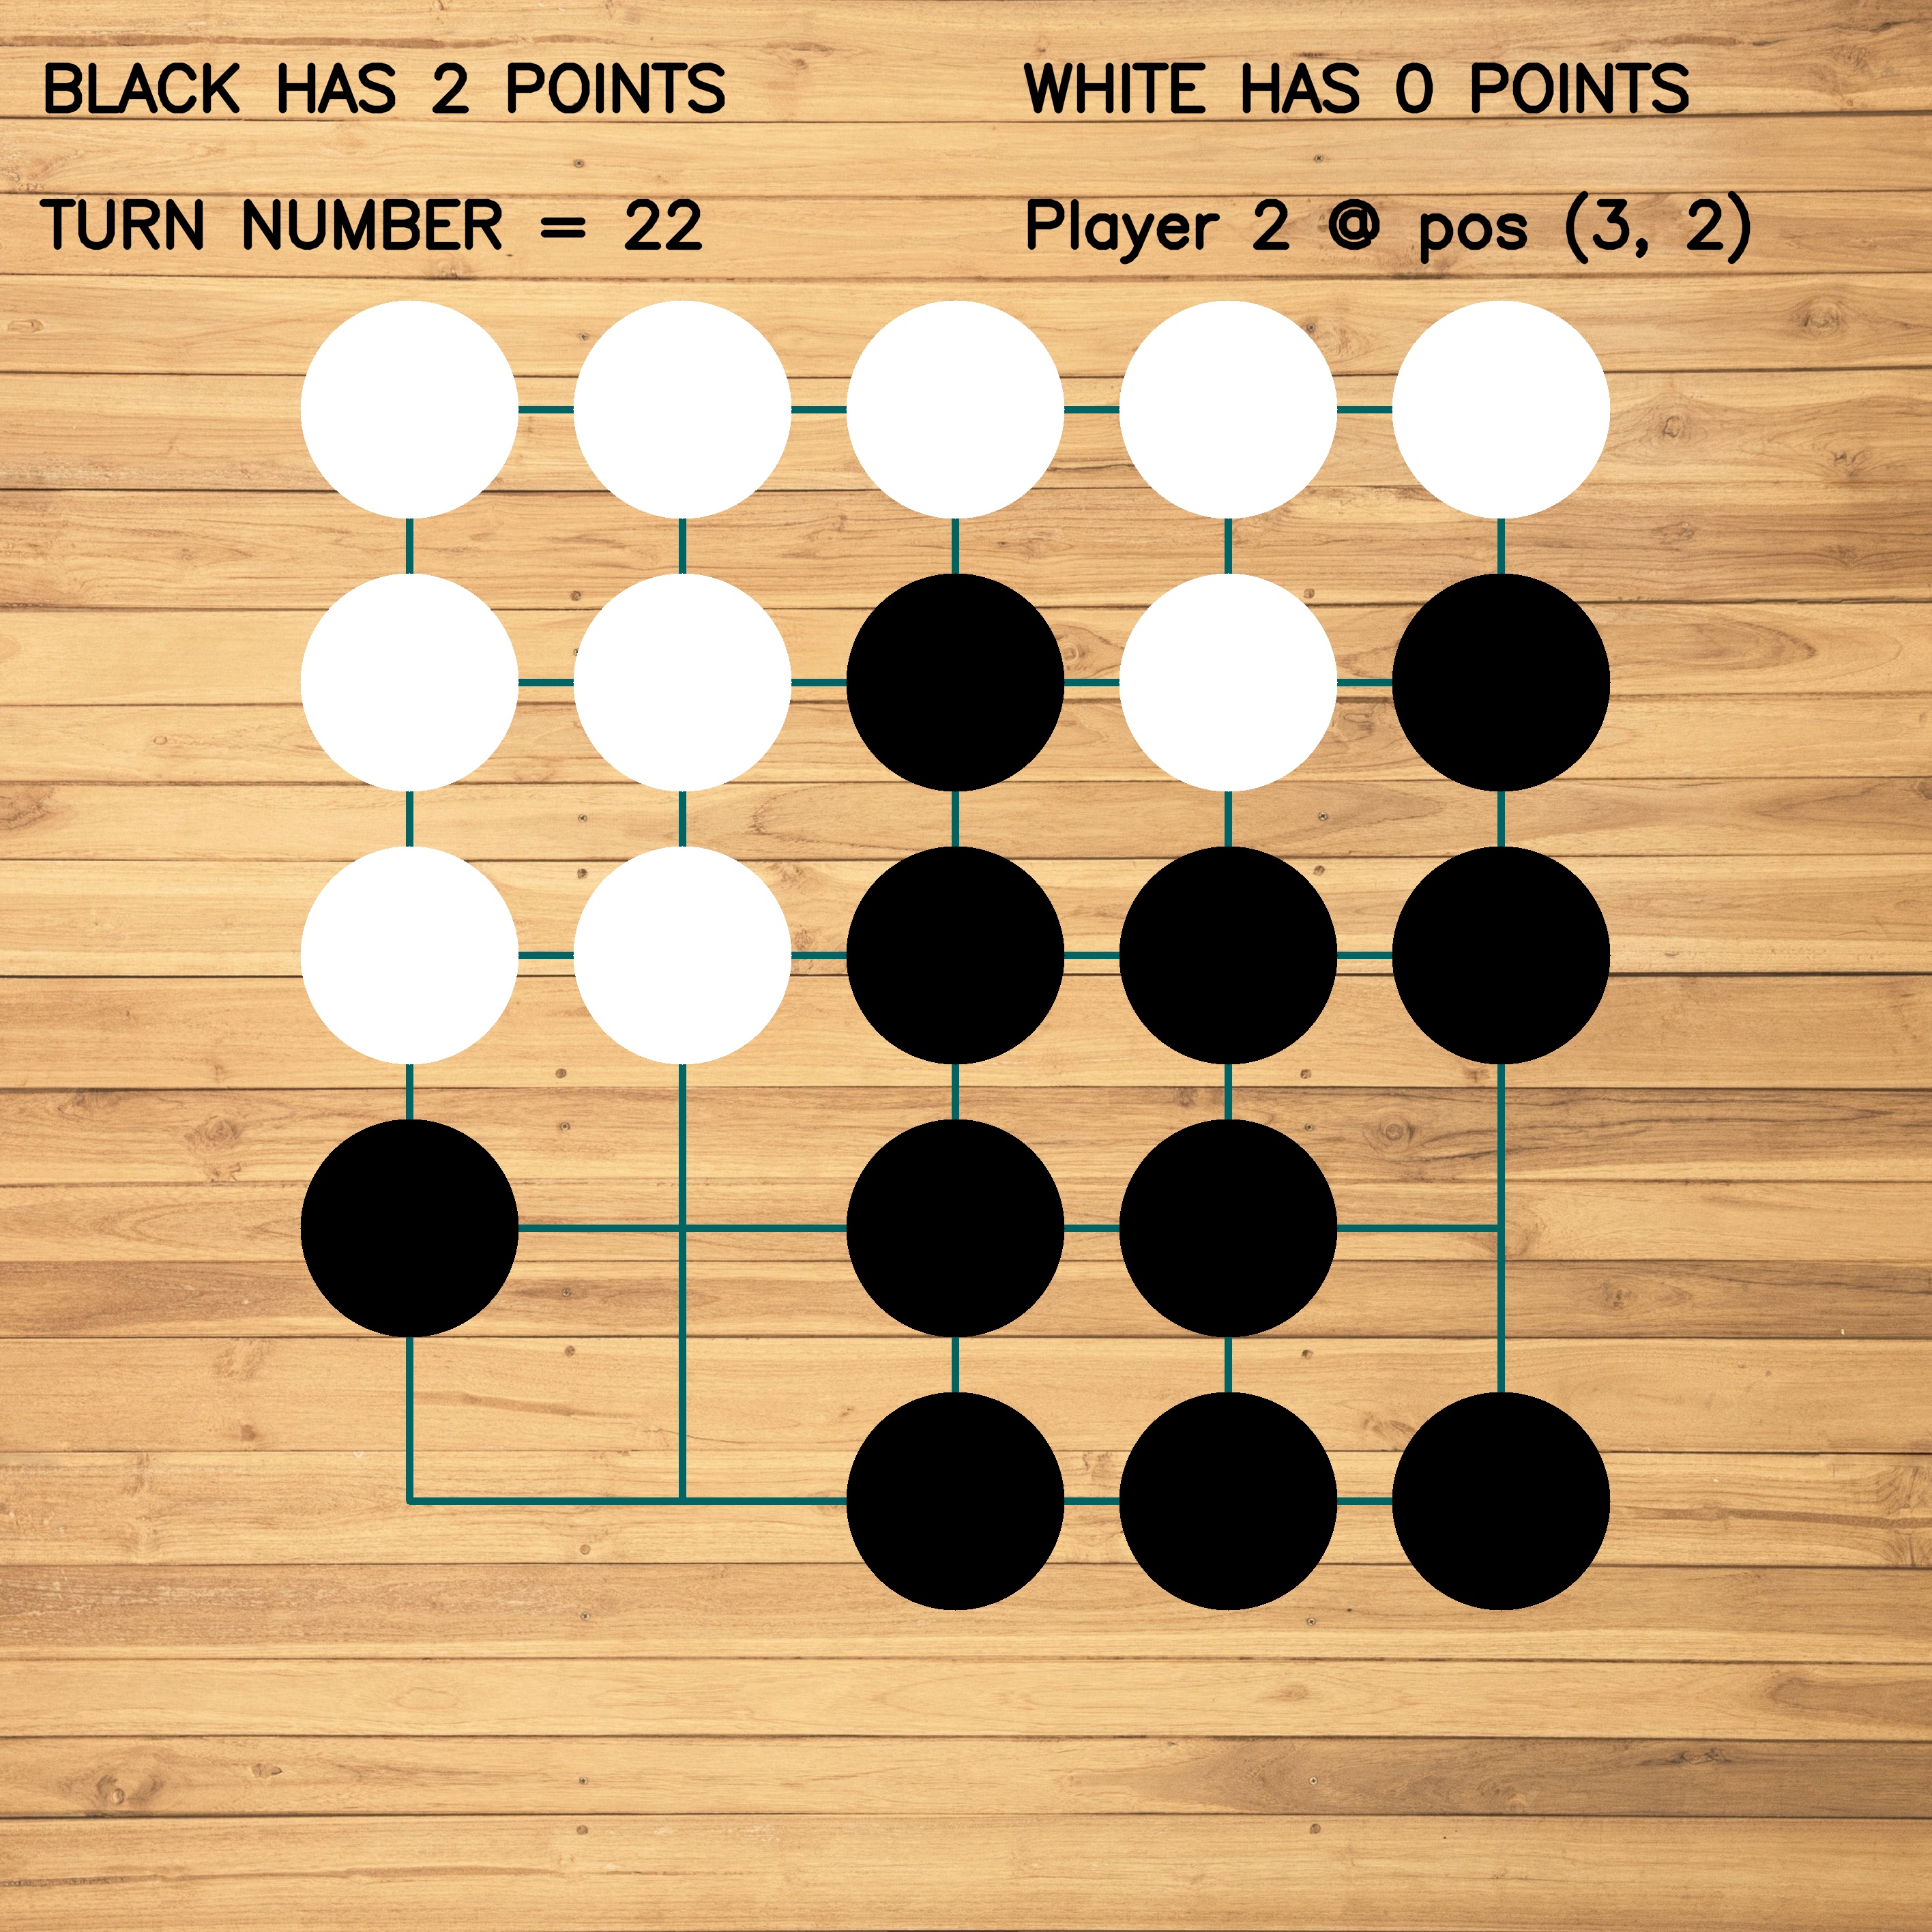 BLACK HAS 2 POINTS
WHITE HAS 0 POINTS
TURN NUMBER = 22
Player 2 @ pos (3, 2)